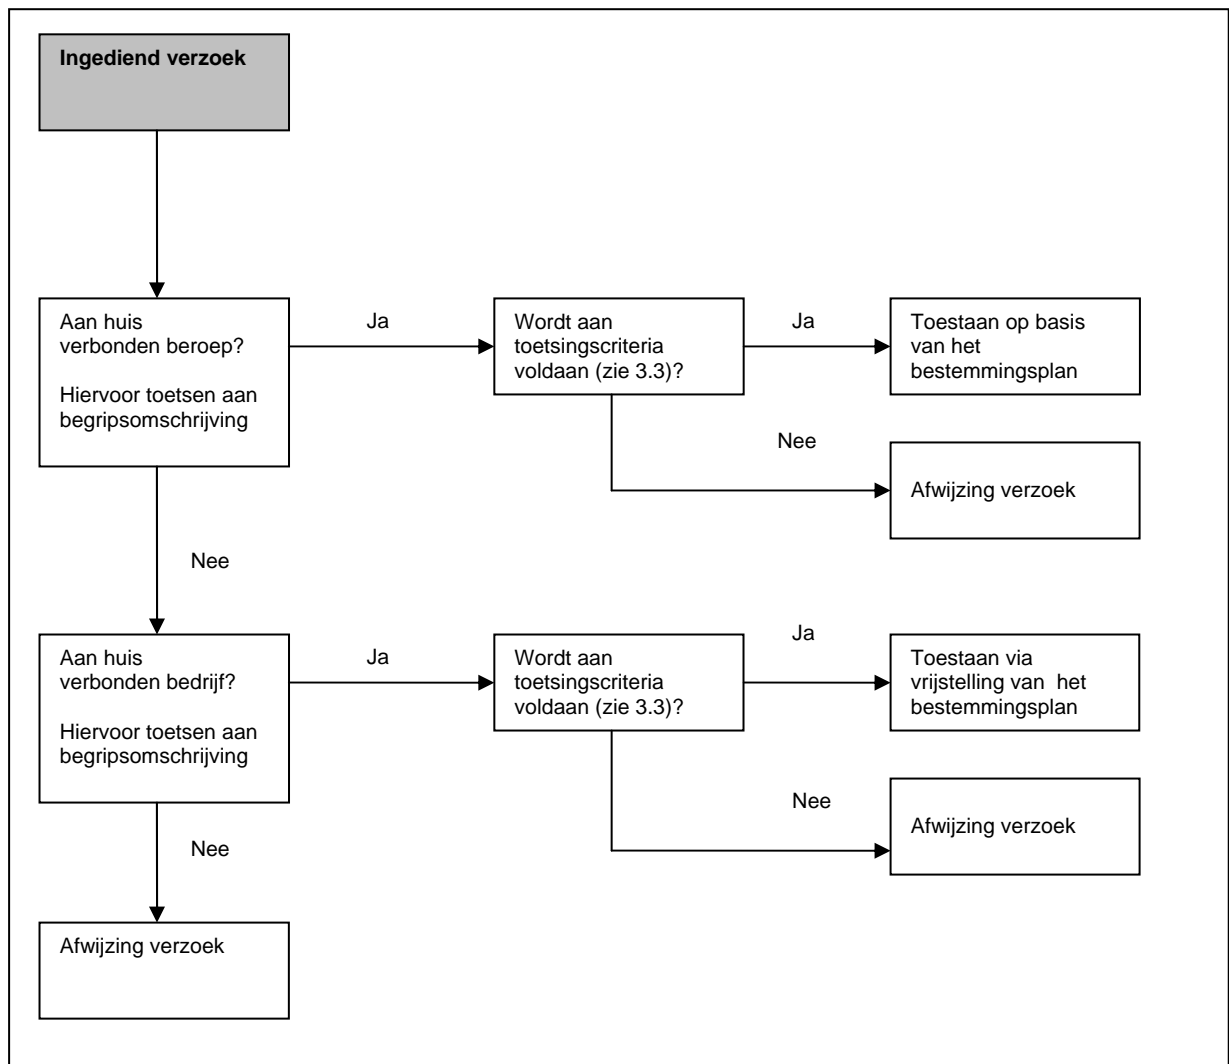 Ingediend verzoek
Aan huis
verbonden beroep?
Hiervoor toetsen aan
begripsomschrijving
Ja
Wordt aan
toetsingscriteria
voldaan (zie 3.3)?
Ja
Toestaan op basis
van het
bestemmingsplan
Nee
Afwijzing verzoek
Nee
Aan huis
verbonden bedrijf?
Hiervoor toetsen aan
begripsomschrijving
Ja
Wordt aan
toetsingscriteria
voldaan (zie 3.3)?
Ja
Toestaan via
vrijstelling van het
bestemmingsplan
Nee
Afwijzing verzoek
Nee
Afwijzing verzoek